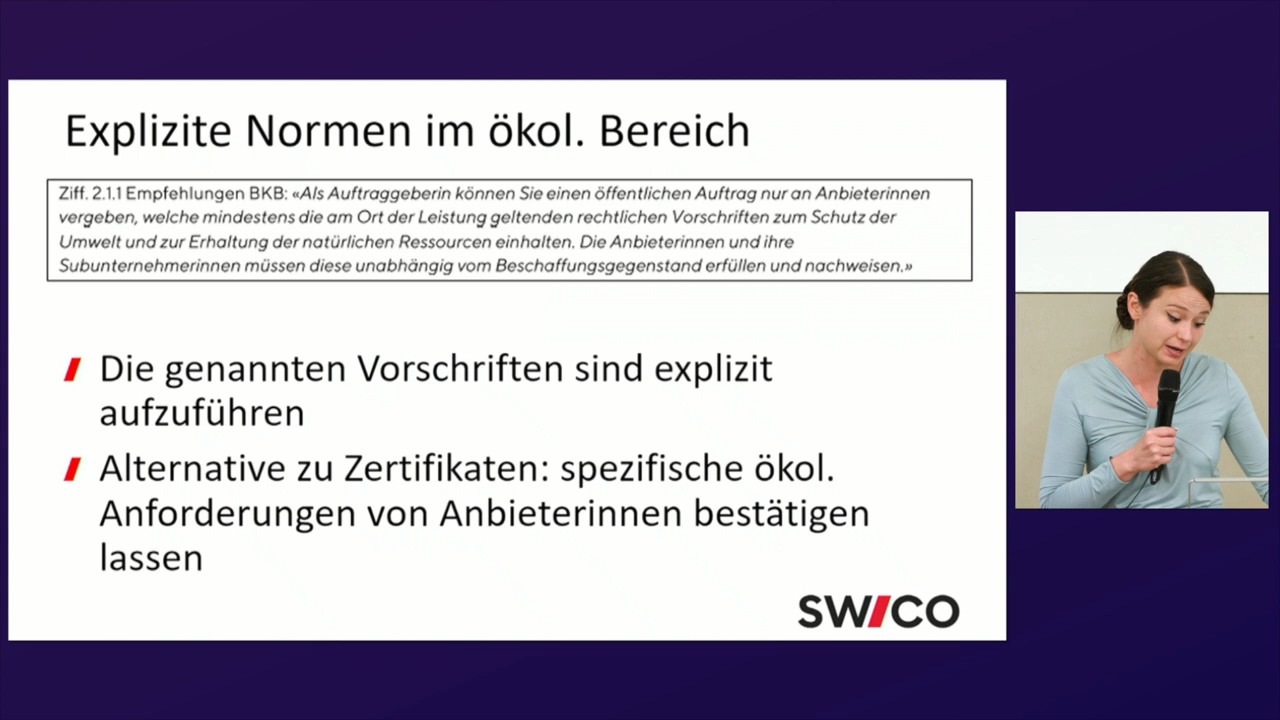 Explizite Normen im ökol. Bereich
Ziff. 2.1.1 Empfehlungen BKB: «Als Auftraggeberin können Sie einen öffentlichen Auftrag nur an Anbieterinnen
vergeben, welche mindestens die am Ort der Leistung geltenden rechtlichen Vorschriften zum Schutz der
Umwelt und zur Erhaltung der natürlichen Ressourcen einhalten. Die Anbieterinnen und ihre
Subunternehmerinnen müssen diese unabhängig vom Beschaffungsgegenstand erfüllen und nachweisen.»
Die genannten Vorschriften sind explizit
aufzuführen
Alternative zu Zertifikaten: spezifische ökol.
Anforderungen von Anbieterinnen bestätigen
lassen
SWICO